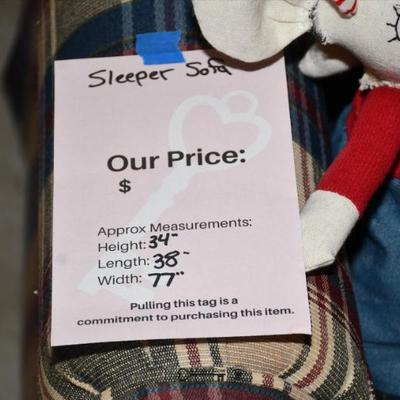 Sleeper Sofa
Our Price:
$
Approx Measurements:
Height: 34"
Length: 38"
Width: 77"
Pulling this tag is a
commitment to purchasing this item.